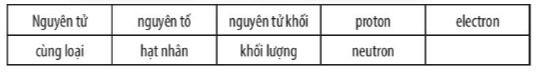 Nguyên tử nguyên tố nguyên tử khối proton electron
cùng loại hạt nhân khối lượng neutron